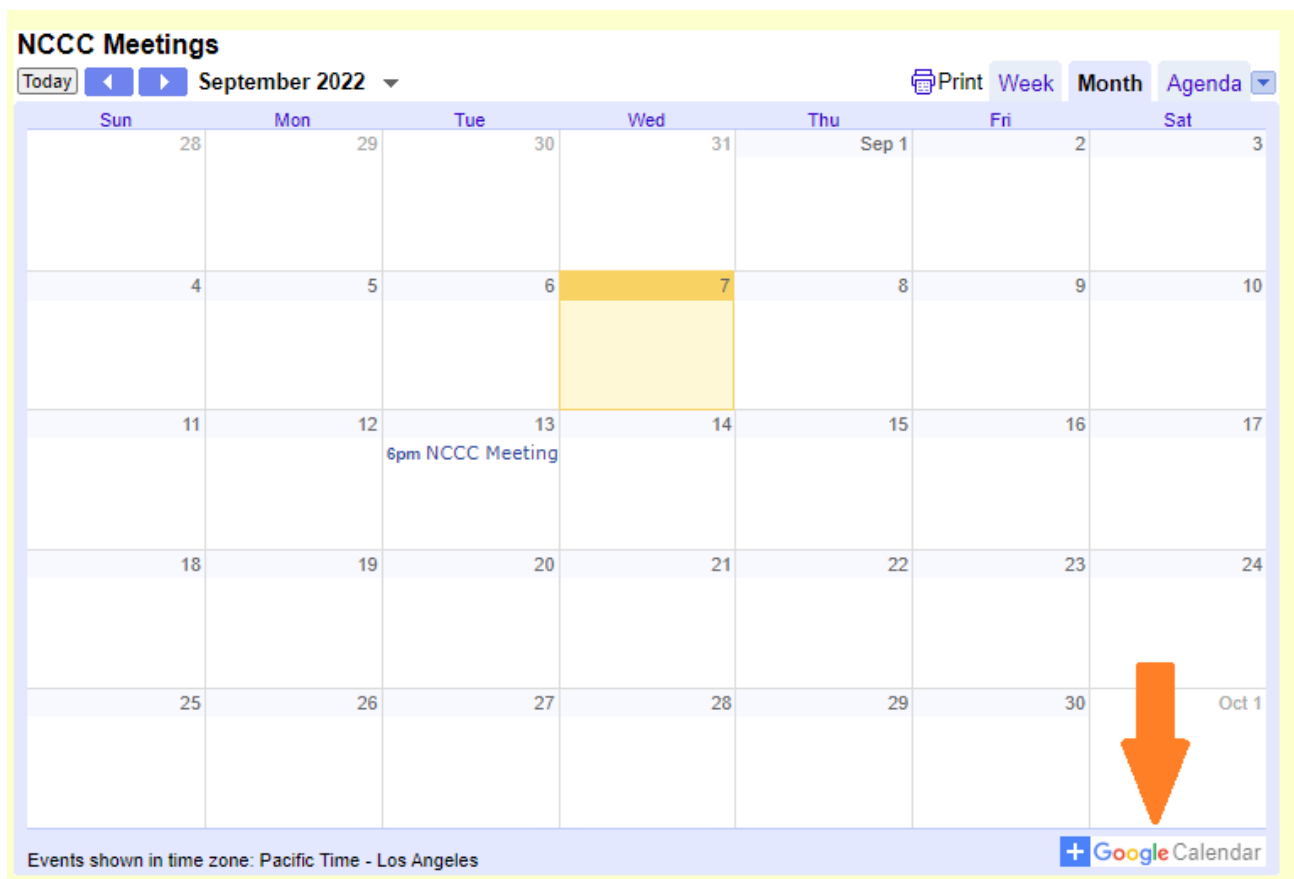 NCCC Meetings
Today September 2022 Print Week Month Agenda
Sun Mon Tue Wed Thu Fri Sat
28 29 30 31 Sep 1 2 3
4 5 6 7 8 9 10
11 12 13 14 15 16 17
6pm NCCC Meeting
18 19 20 21 22 23 24
25 26 27 28 29 30 Oct 1
Events shown in time zone: Pacific Time - Los Angeles + Google Calendar